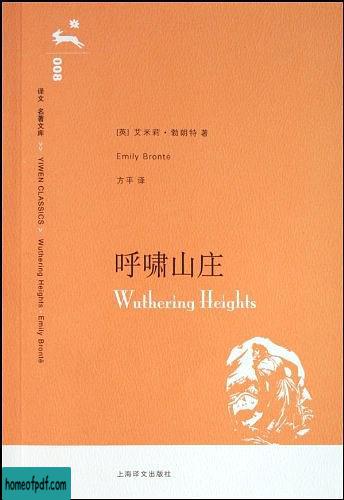 008
译文 名著文库 >> YIWEN CLASSICS > Wuthering Heights Emily Bronte
[英] 艾米莉·勃朗特 著
Emily Brontë
方平 译
呼啸山庄
Wuthering Heights
上海译文出版社
homeofpdf.com